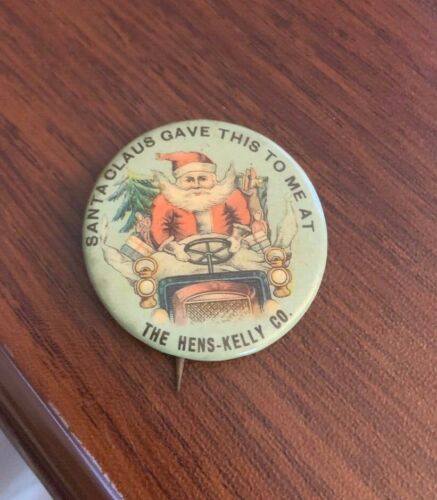 SANTA CLAUS GAVE THIS TO ME AT
THE HENS-KELLY CO.